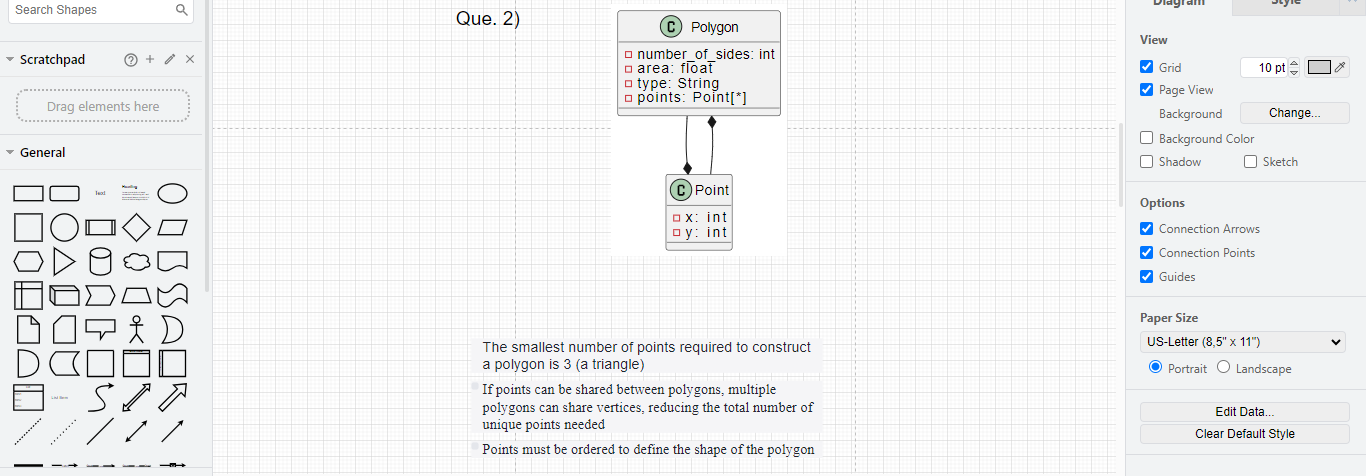 Search Shapes
Scratchpad
Drag elements here
General
Text
Heading
Que. 2)
C Polygon
number_of_sides: int
area: float
type: String
points: Point[*]
C Point
x: int
y: int
The smallest number of points required to construct
a polygon is 3 (a triangle)
If points can be shared between polygons, multiple
polygons can share vertices, reducing the total number of
unique points needed
Points must be ordered to define the shape of the polygon
Diagram
Style
View
Grid
10 pt
Page View
Background
Change...
Background Color
Shadow
Sketch
Options
Connection Arrows
Connection Points
Guides
Paper Size
US-Letter (8,5" x 11")
Portrait
Landscape
Edit Data...
Clear Default Style